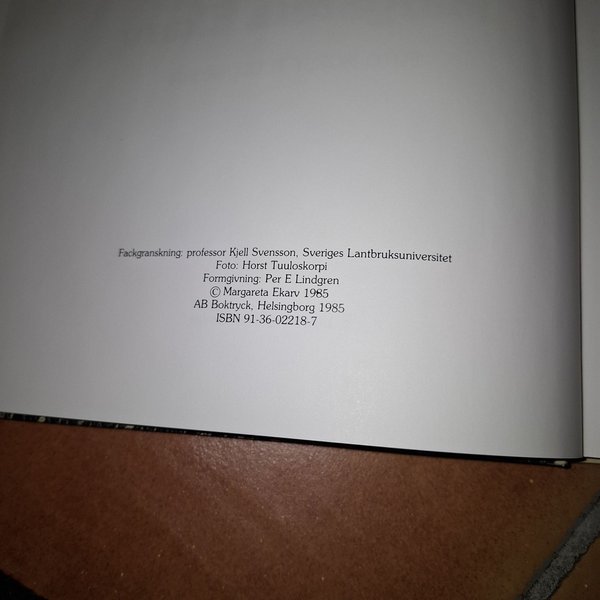 Fackgranskning: professor Kjell Svensson, Sveriges Lantbruksuniversitet
Foto: Horst Tuuloskorpi
Formgivning: Per E Lindgren
© Margareta Ekarv 1985
AB Boktryck, Helsingborg 1985
ISBN 91-36-02218-7